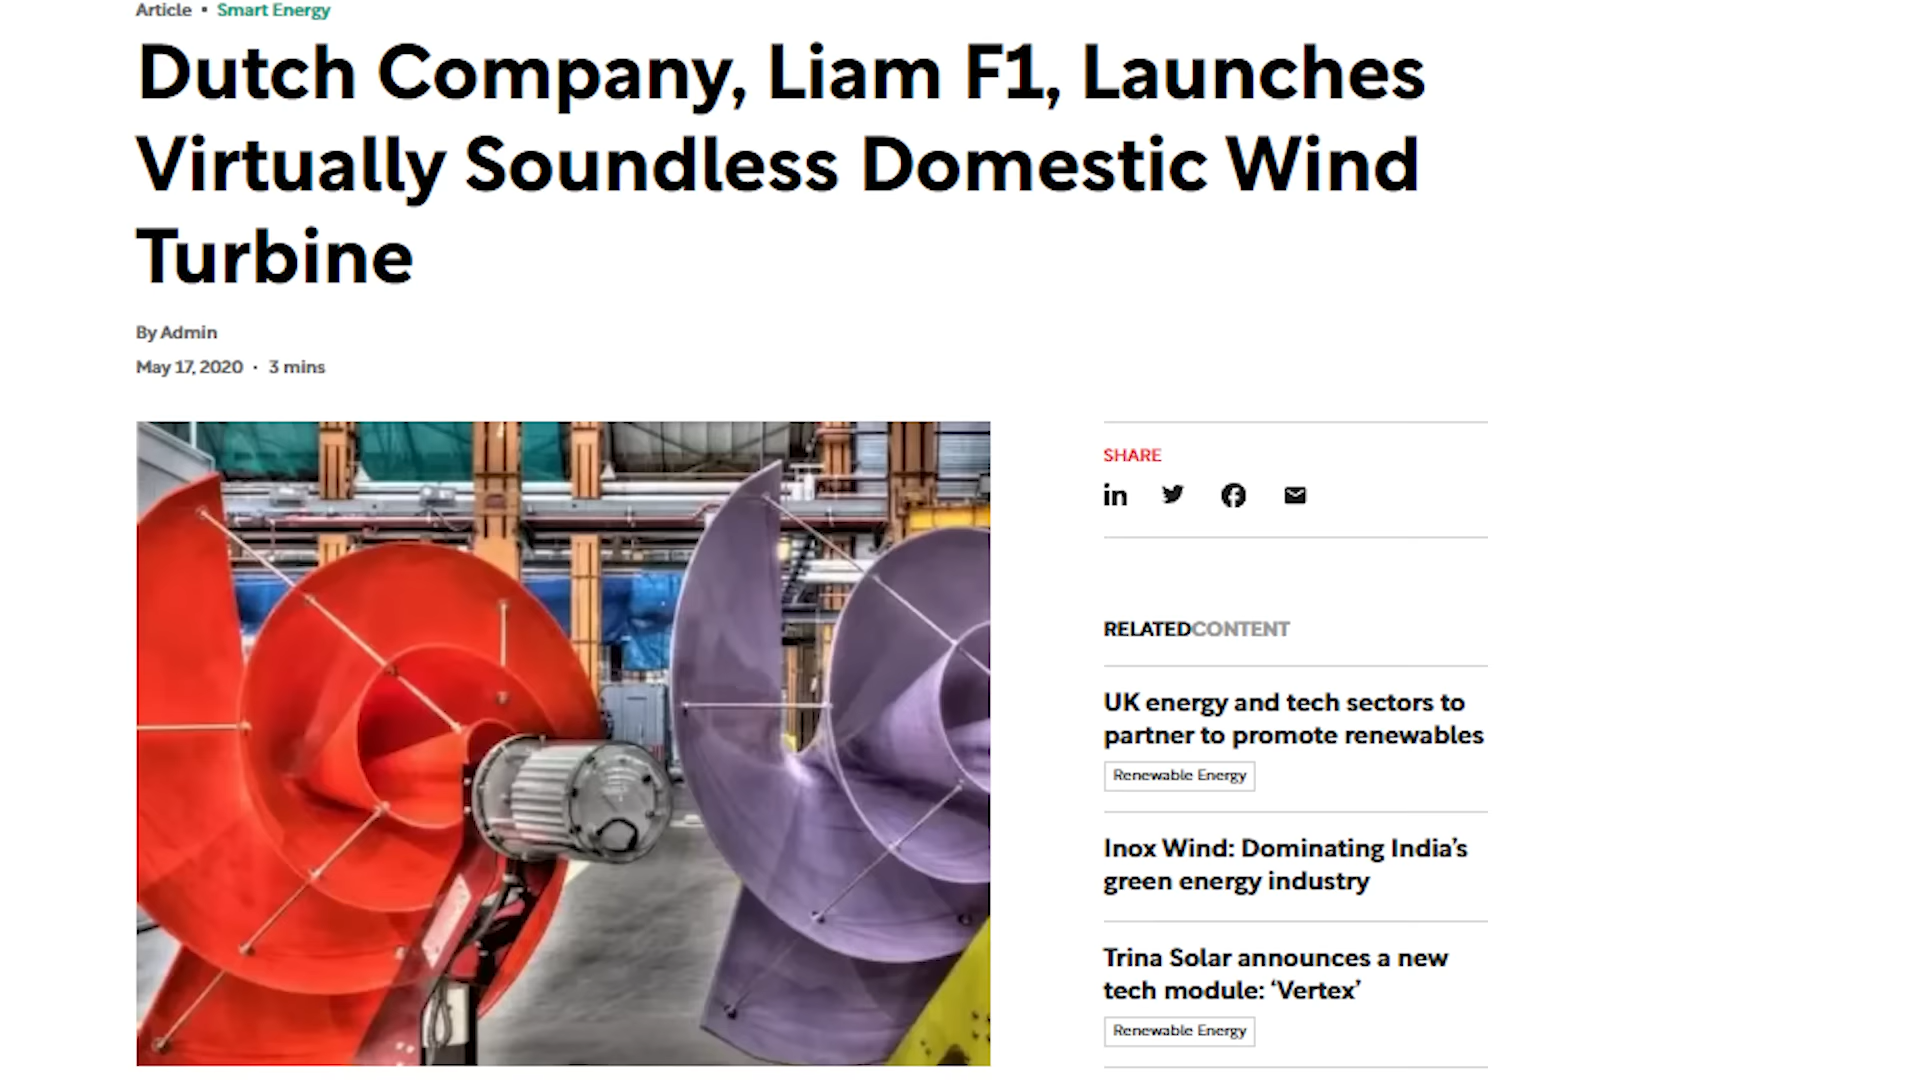 Article • Smart Energy
Dutch Company, Liam F1, Launches
Virtually Soundless Domestic Wind
Turbine
By Admin
May 17, 2020 · 3 mins
SHARE
RELATEDCONTENT
UK energy and tech sectors to
partner to promote renewables
Renewable Energy
Inox Wind: Dominating India’s
green energy industry
Trina Solar announces a new
tech module: ‘Vertex’
Renewable Energy